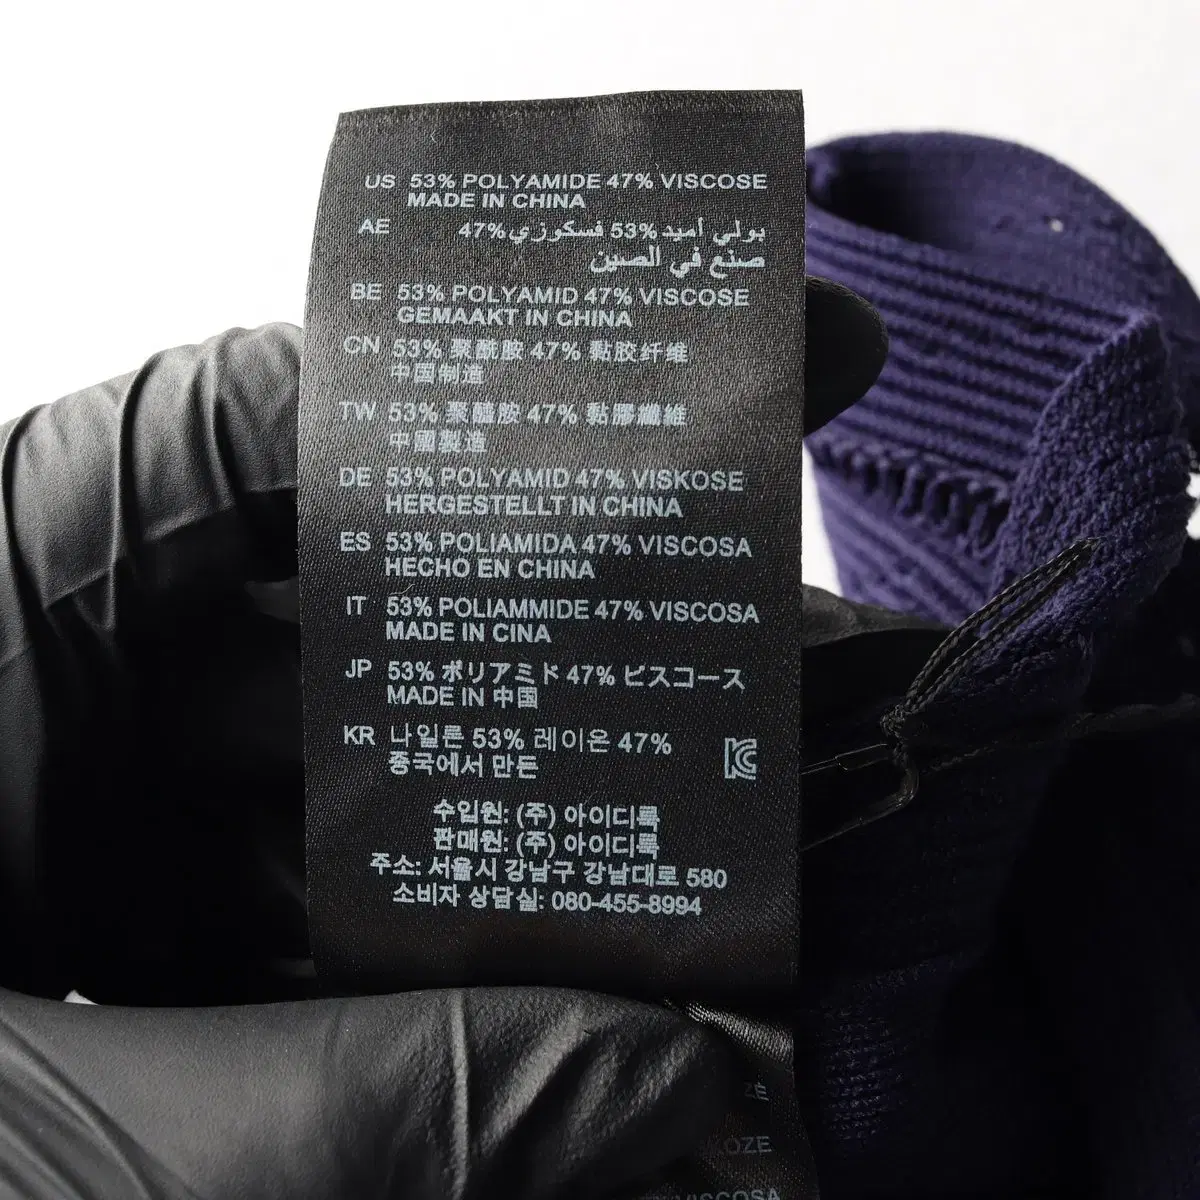 US 53% POLYAMIDE 47% VISCOSE
MADE IN CHINA
AE بولي أميد 53% فسكوزي 47%
صنع في الصين
BE 53% POLYAMID 47% VISCOSE
GEMAAKT IN CHINA
CN 53% 聚酰胺 47% 黏胶纤维
中国制造
TW 53% 聚醯胺 47% 黏膠纖維
中國製造
DE 53% POLYAMID 47% VISKOSE
HERGESTELLT IN CHINA
ES 53% POLIAMIDA 47% VISCOSA
HECHO EN CHINA
IT 53% POLIAMMIDE 47% VISCOSA
MADE IN CINA
JP 53% ポリアミド 47% ビスコース
MADE IN 中国
KR 나일론 53% 레이온 47%
중국에서 만든
수입원: (주) 아이디룩
판매원: (주) 아이디룩
주소: 서울시 강남구 강남대로 580
소비자 상담실: 080-455-8994
KOZE
VISCOSA